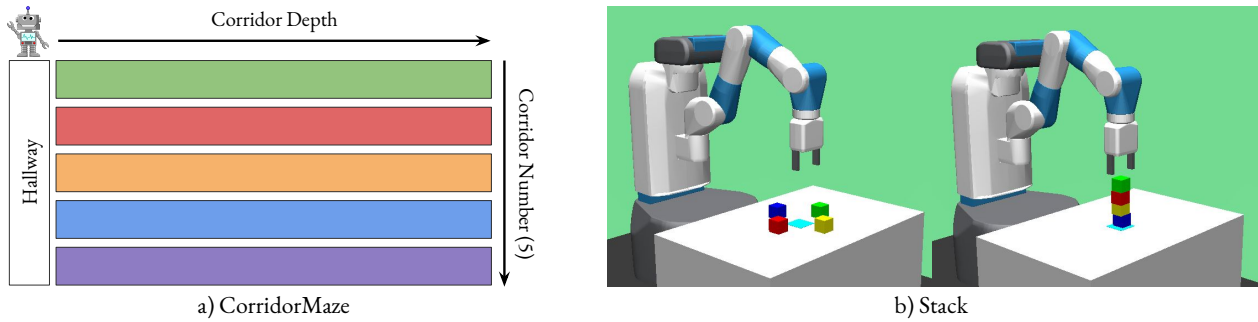 Corridor Depth
Hallway
Corridor Number (5)
a) CorridorMaze
b) Stack